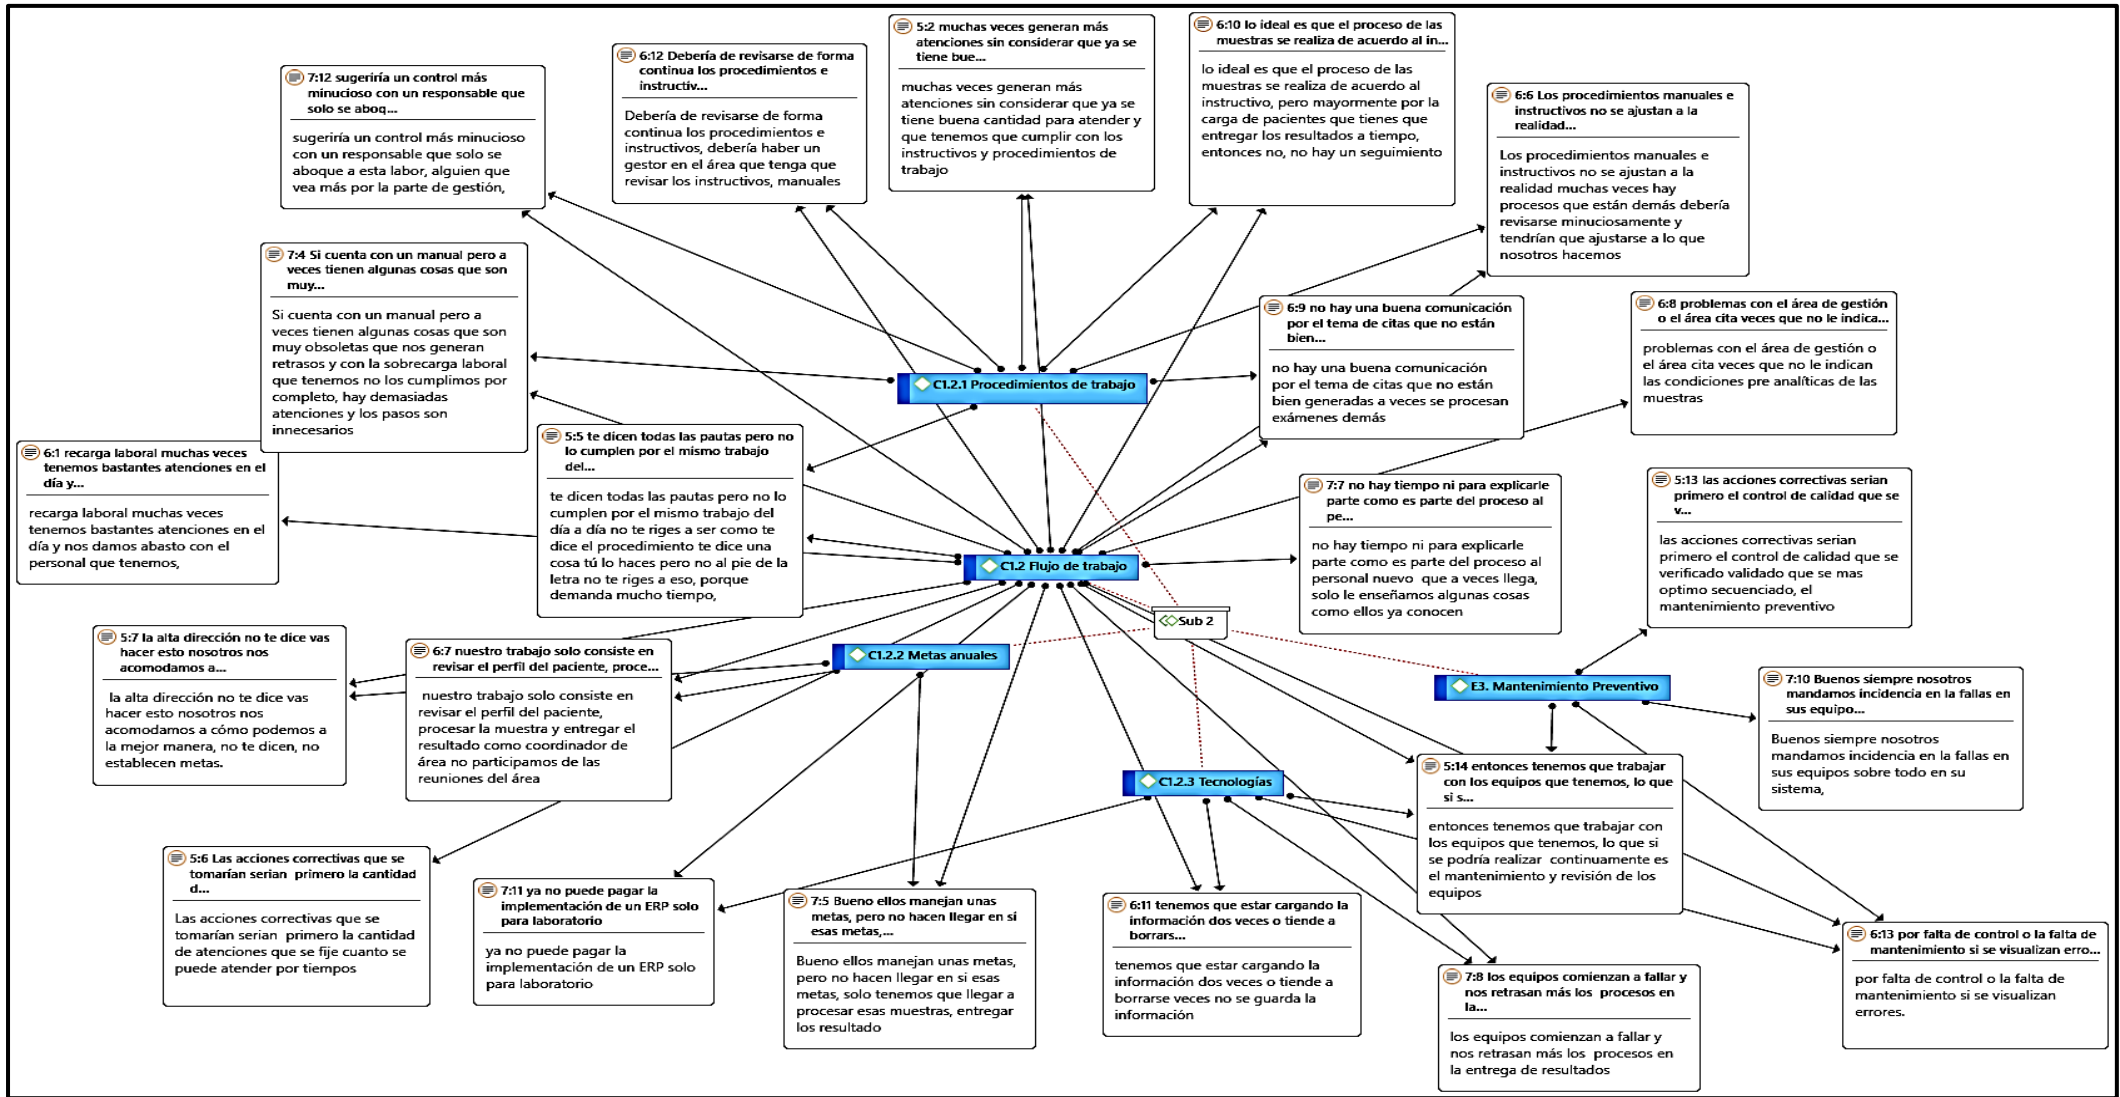 7:12 sugeriría un control más
minucioso con un responsable que
solo se aboq...
sugeriría un control más minucioso
con un responsable que solo se
aboque a esta labor, alguien que
vea más por la parte de gestión,
6:12 Debería de revisarse de forma
continua los procedimientos e
instructiv...
Debería de revisarse de forma
continua los procedimientos e
instructivos, debería haber un
gestor en el área que tenga que
revisar los instructivos, manuales
5:2 muchas veces generan más
atenciones sin considerar que ya se
tiene bue...
muchas veces generan más
atenciones sin considerar que ya se
tiene buena cantidad para atender y
que tenemos que cumplir con los
instructivos y procedimientos de
trabajo
6:10 lo ideal es que el proceso de las
muestras se realiza de acuerdo al in...
lo ideal es que el proceso de las
muestras se realiza de acuerdo al
instructivo, pero mayormente por la
carga de pacientes que tienes que
entregar los resultados a tiempo,
entonces no, no hay un seguimiento
6:6 Los procedimientos manuales e
instructivos no se ajustan a la
realidad...
Los procedimientos manuales e
instructivos no se ajustan a la
realidad muchas veces hay
procesos que están demás debería
revisarse minuciosamente y
tendrían que ajustarse a lo que
nosotros hacemos
7:4 Si cuenta con un manual pero a
veces tienen algunas cosas que son
muy...
Si cuenta con un manual pero a
veces tienen algunas cosas que son
muy obsoletas que nos generan
retrasos y con la sobrecarga laboral
que tenemos no los cumplimos por
completo, hay demasiadas
atenciones y los pasos son
innecesarios
6:9 no hay una buena comunicación
por el tema de citas que no están
bien...
no hay una buena comunicación
por el tema de citas que no están
bien generadas a veces se procesan
exámenes demás
6:8 problemas con el área de gestión
o el área cita veces que no le indica...
problemas con el área de gestión o
el área cita veces que no le indican
las condiciones pre analíticas de las
muestras
C1.2.1 Procedimientos de trabajo
6:1 recarga laboral muchas veces
tenemos bastantes atenciones en el
día y...
recarga laboral muchas veces
tenemos bastantes atenciones en el
día y nos damos abasto con el
personal que tenemos,
5:5 te dicen todas las pautas pero no
lo cumplen por el mismo trabajo
del...
te dicen todas las pautas pero no lo
cumplen por el mismo trabajo del
día a día no te riges a ser como te
dice el procedimiento te dice una
cosa tú lo haces pero no al pie de la
letra no te riges a eso, porque
demanda mucho tiempo,
7:7 no hay tiempo ni para explicarle
parte como es parte del proceso al
pe...
no hay tiempo ni para explicarle
parte como es parte del proceso al
personal nuevo que a veces llega,
solo le enseñamos algunas cosas
como ellos ya conocen
5:13 las acciones correctivas serian
primero el control de calidad que se
v...
las acciones correctivas serian
primero el control de calidad que se
verificado validado que se mas
optimo secuenciado, el
mantenimiento preventivo
C1.2 Flujo de trabajo
Sub 2
5:7 la alta dirección no te dice vas
hacer esto nosotros nos
acomodamos a...
la alta dirección no te dice vas
hacer esto nosotros nos
acomodamos a cómo podemos a
la mejor manera, no te dicen, no
establecen metas.
6:7 nuestro trabajo solo consiste en
revisar el perfil del paciente, proce...
nuestro trabajo solo consiste en
revisar el perfil del paciente,
procesar la muestra y entregar el
resultado como coordinador de
área no participamos de las
reuniones del área
C1.2.2 Metas anuales
E3. Mantenimiento Preventivo
7:10 Buenos siempre nosotros
mandamos incidencia en la fallas en
sus equipo...
Buenos siempre nosotros
mandamos incidencia en la fallas en
sus equipos sobre todo en su
sistema,
C1.2.3 Tecnologías
5:14 entonces tenemos que trabajar
con los equipos que tenemos, lo que
si s...
entonces tenemos que trabajar con
los equipos que tenemos, lo que si
se podría realizar continuamente es
el mantenimiento y revisión de los
equipos
5:6 Las acciones correctivas que se
tomarían serian primero la cantidad
d...
Las acciones correctivas que se
tomarían serian primero la cantidad
de atenciones que se fije cuanto se
puede atender por tiempos
7:11 ya no puede pagar la
implementación de un ERP solo
para laboratorio
ya no puede pagar la
implementación de un ERP solo
para laboratorio
7:5 Bueno ellos manejan unas
metas, pero no hacen llegar en si
esas metas,...
Bueno ellos manejan unas metas,
pero no hacen llegar en si esas
metas, solo tenemos que llegar a
procesar esas muestras, entregar
los resultado
6:11 tenemos que estar cargando la
información dos veces o tiende a
borrars...
tenemos que estar cargando la
información dos veces o tiende a
borrarse veces no se guarda la
información
7:8 los equipos comienzan a fallar y
nos retrasan más los procesos en
la...
los equipos comienzan a fallar y
nos retrasan más los procesos en
la entrega de resultados
6:13 por falta de control o la falta de
mantenimiento si se visualizan erro...
por falta de control o la falta de
mantenimiento si se visualizan
errores.